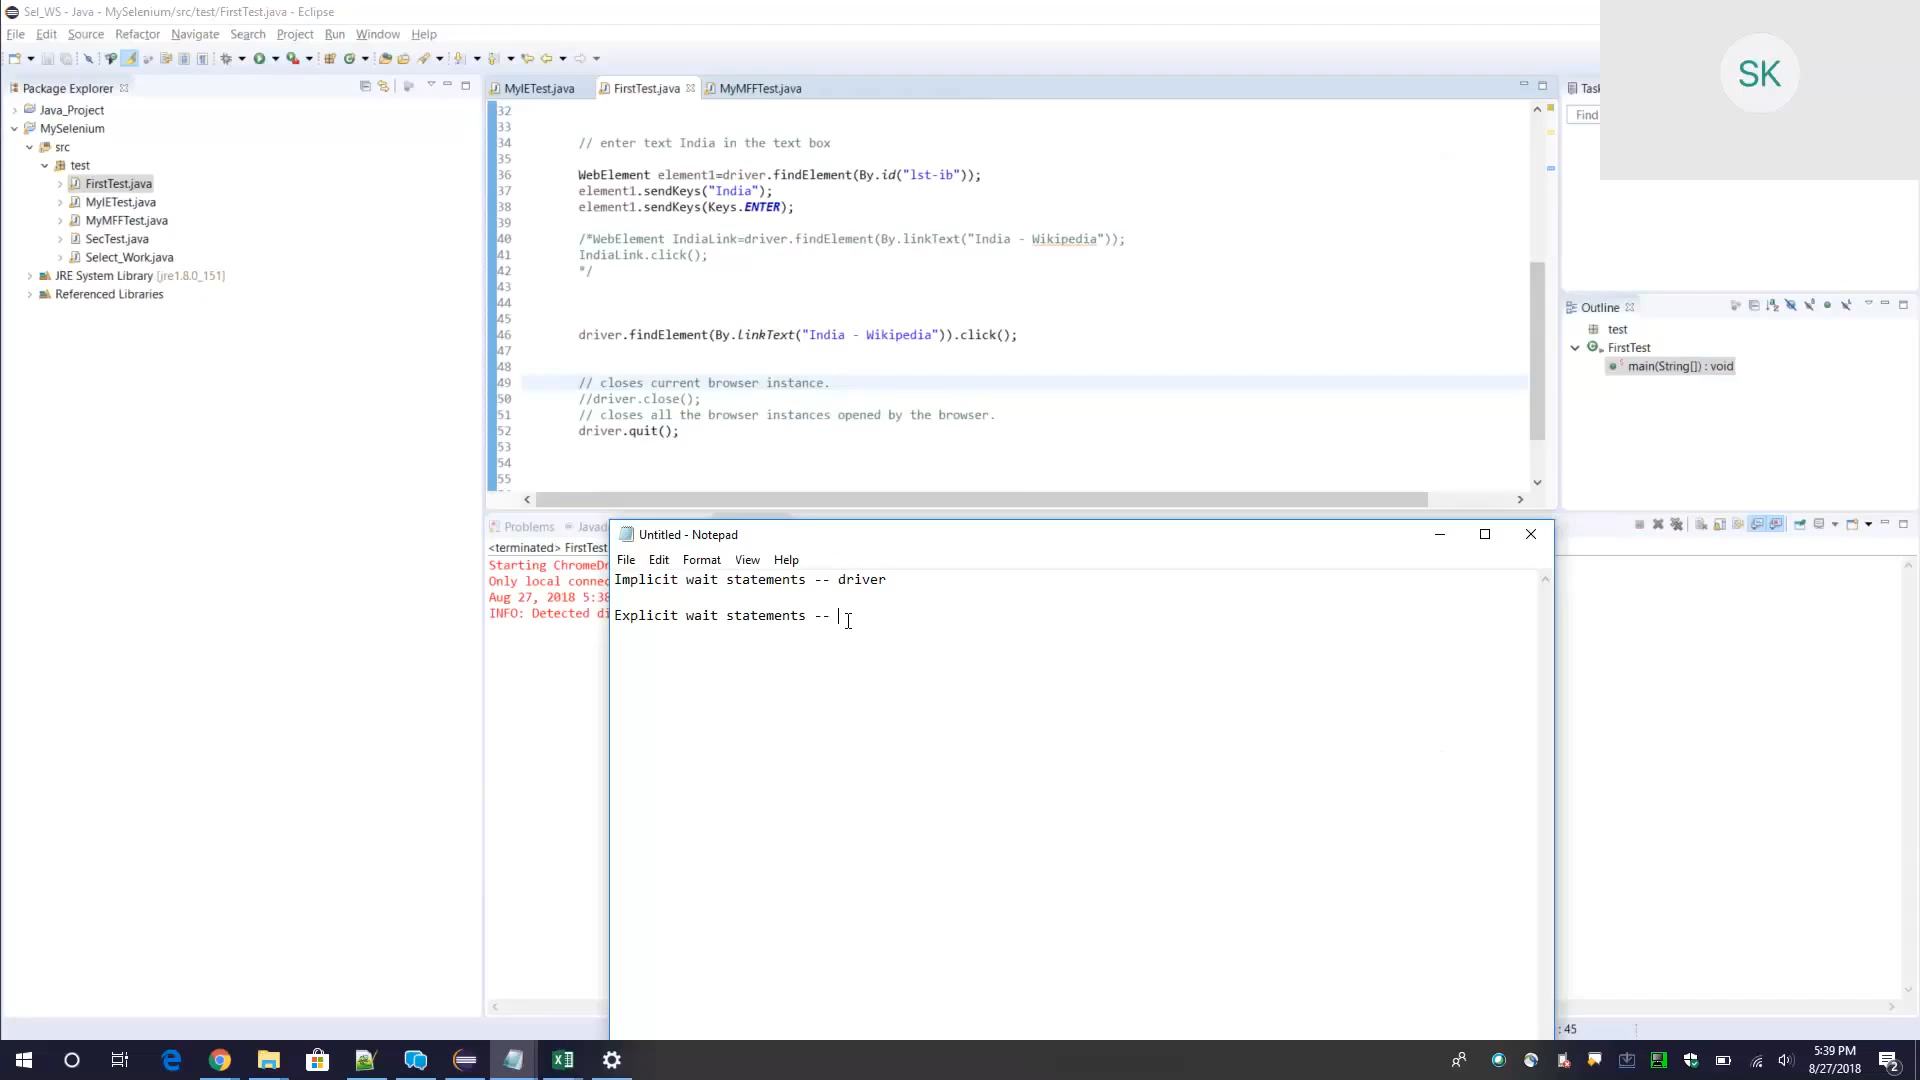 Sel_WS - Java - MySelenium/src/test/FirstTest.java - Eclipse
File Edit Source Refactor Navigate Search Project Run Window Help
SK
Package Explorer
Java_Project
MySelenium
src
test
FirstTest.java
MyIETest.java
MyMFFTest.java
SecTest.java
Select_Work.java
JRE System Library [jre1.8.0_151]
Referenced Libraries
MyIETest.java FirstTest.java MyMFFTest.java
32
33
34 // enter text India in the text box
35
36 WebElement element1=driver.findElement(By.id("lst-ib"));
37 element1.sendKeys("India");
38 element1.sendKeys(Keys.ENTER);
39
40 /*WebElement IndiaLink=driver.findElement(By.linkText("India - Wikipedia"));
41 IndiaLink.click();
42 */
43
44
45
46 driver.findElement(By.linkText("India - Wikipedia")).click();
47
48
49 // closes current browser instance.
50 //driver.close();
51 // closes all the browser instances opened by the browser.
52 driver.quit();
53
54
55
Task
Find
Outline
test
FirstTest
main(String[]) : void
Problems Javad
<terminated> FirstTest
Starting ChromeDr
Only local connec
Aug 27, 2018 5:38
INFO: Detected di
Untitled - Notepad
File Edit Format View Help
Implicit wait statements -- driver
Explicit wait statements --
: 45
5:39 PM
8/27/2018
2